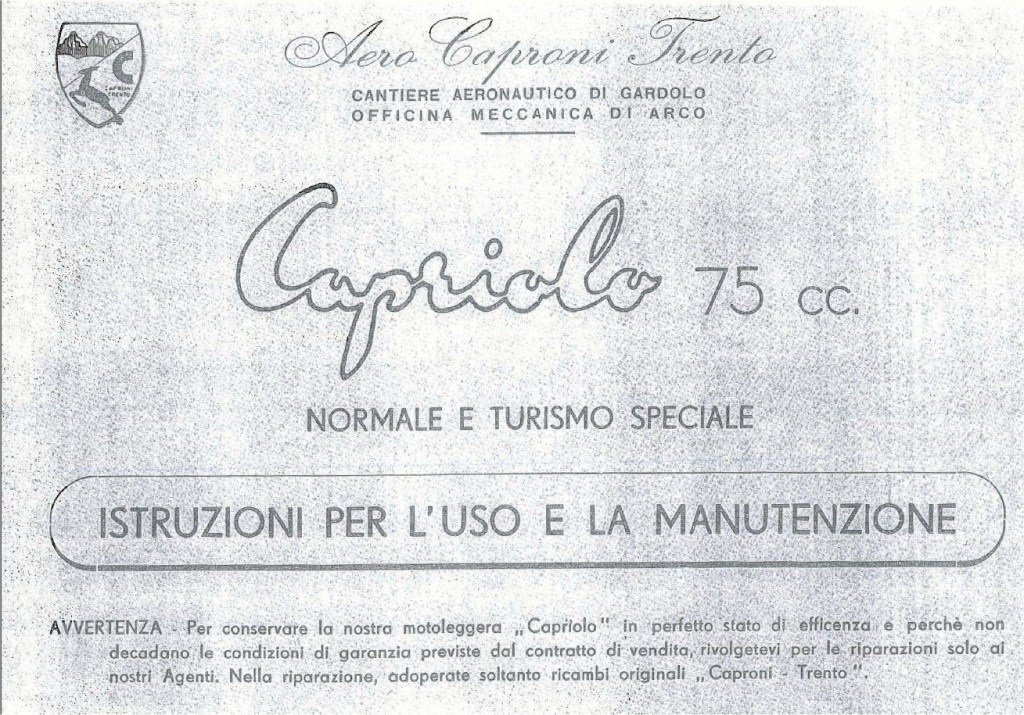 C
CAPRONI
TRENTO
Aero Caproni Trento
CANTIERE AERONAUTICO DI GARDOLO
OFFICINA MECCANICA DI ARCO
Capriolo 75 cc.
NORMALE E TURISMO SPECIALE
ISTRUZIONI PER L'USO E LA MANUTENZIONE
AVVERTENZA - Per conservare la nostra motoleggera „Capriolo" in perfetto stato di efficenza e perchè non
decadano le condizioni di garanzia previste dal contratto di vendita, rivolgetevi per le riparazioni solo ai
nostri Agenti. Nella riparazione, adoperate soltanto ricambi originali „Caproni - Trento".